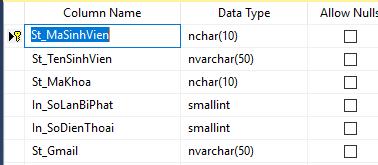 Column Name Data Type Allow Nulls
St_MaSinhVien nchar(10)
St_TenSinhVien nvarchar(50)
St_MaKhoa nchar(10)
In_SoLanBiPhat smallint
In_SoDienThoai smallint
St_Gmail nvarchar(50)